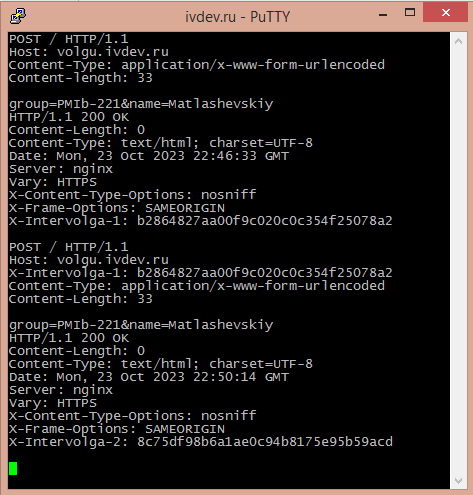 ivdev.ru - PuTTY
POST / HTTP/1.1
Host: volgu.ivdev.ru
Content-Type: application/x-www-form-urlencoded
Content-length: 33
group=PMIb-221&name=Matlashevskiy
HTTP/1.1 200 OK
Content-Length: 0
Content-Type: text/html; charset=UTF-8
Date: Mon, 23 Oct 2023 22:46:33 GMT
Server: nginx
Vary: HTTPS
X-Content-Type-Options: nosniff
X-Frame-Options: SAMEORIGIN
X-Intervolga-1: b2864827aa00f9c020c0c354f25078a2
POST / HTTP/1.1
Host: volgu.ivdev.ru
X-Intervolga-1: b2864827aa00f9c020c0c354f25078a2
Content-Type: application/x-www-form-urlencoded
Content-Length: 33
group=PMIb-221&name=Matlashevskiy
HTTP/1.1 200 OK
Content-Length: 0
Content-Type: text/html; charset=UTF-8
Date: Mon, 23 Oct 2023 22:50:14 GMT
Server: nginx
Vary: HTTPS
X-Content-Type-Options: nosniff
X-Frame-Options: SAMEORIGIN
X-Intervolga-2: 8c75df98b6a1ae0c94b8175e95b59acd